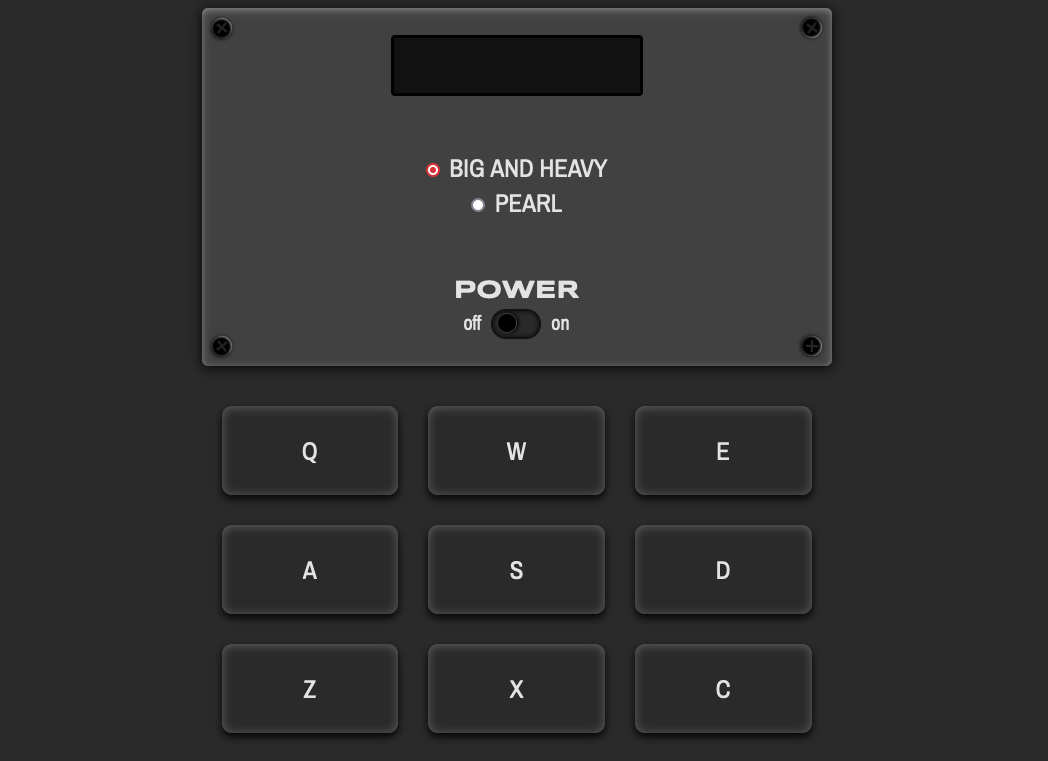 BIG AND HEAVY
PEARL
POWER
off on
Q W E
A S D
Z X C